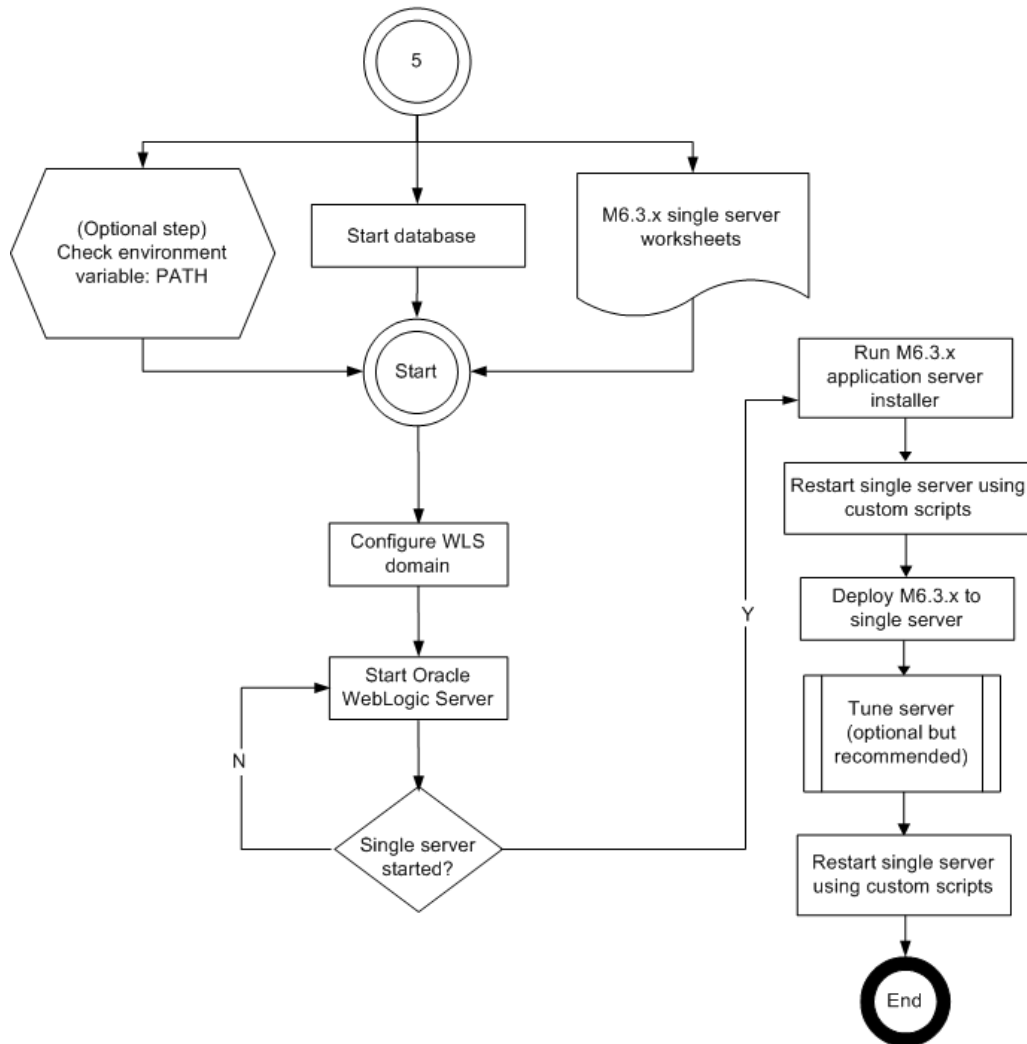 5
(Optional step)
Check environment
variable: PATH
Start database
M6.3.x single server
worksheets
Start
Configure WLS
domain
Start Oracle
WebLogic Server
N
Single server
started?
Y
Run M6.3.x
application server
installer
Restart single server using
custom scripts
Deploy M6.3.x to
single server
Tune server
(optional but
recommended)
Restart single server
using custom scripts
End